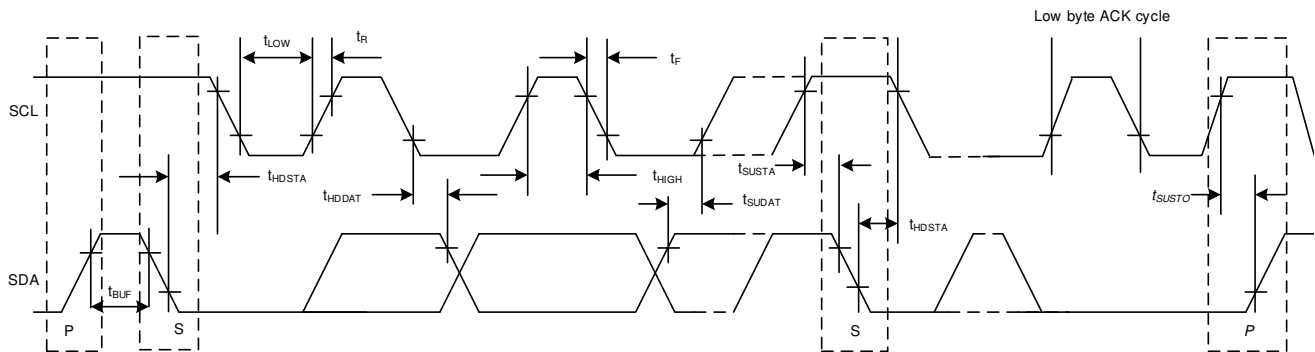 Low byte ACK cycle
tLOW
tR
tF
SCL
tHDSTA
tHDDAT
tHIGH
tSUDAT
tSUSTA
tHDSTA
tSUSTO
SDA
tBUF
P
S
S
P